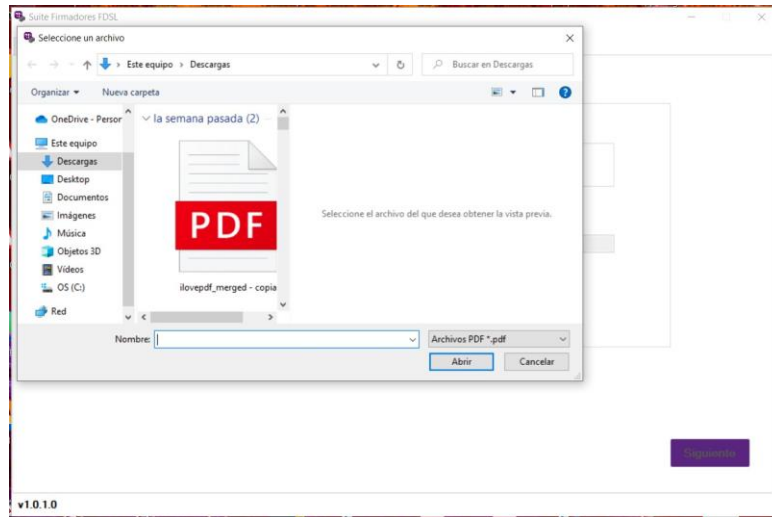 Suite Firmadores FDSL
Seleccione un archivo
Este equipo > Descargas
Buscar en Descargas
Organizar
Nueva carpeta
OneDrive - Person
Este equipo
Descargas
Desktop
Documentos
Imágenes
Música
Objetos 3D
Vídeos
OS (C:)
Red
la semana pasada (2)
PDF
ilovepdf_merged - copia
Seleccione el archivo del que desea obtener la vista previa.
Nombre:
Archivos PDF *.pdf
Abrir
Cancelar
Siguiente
v1.0.1.0